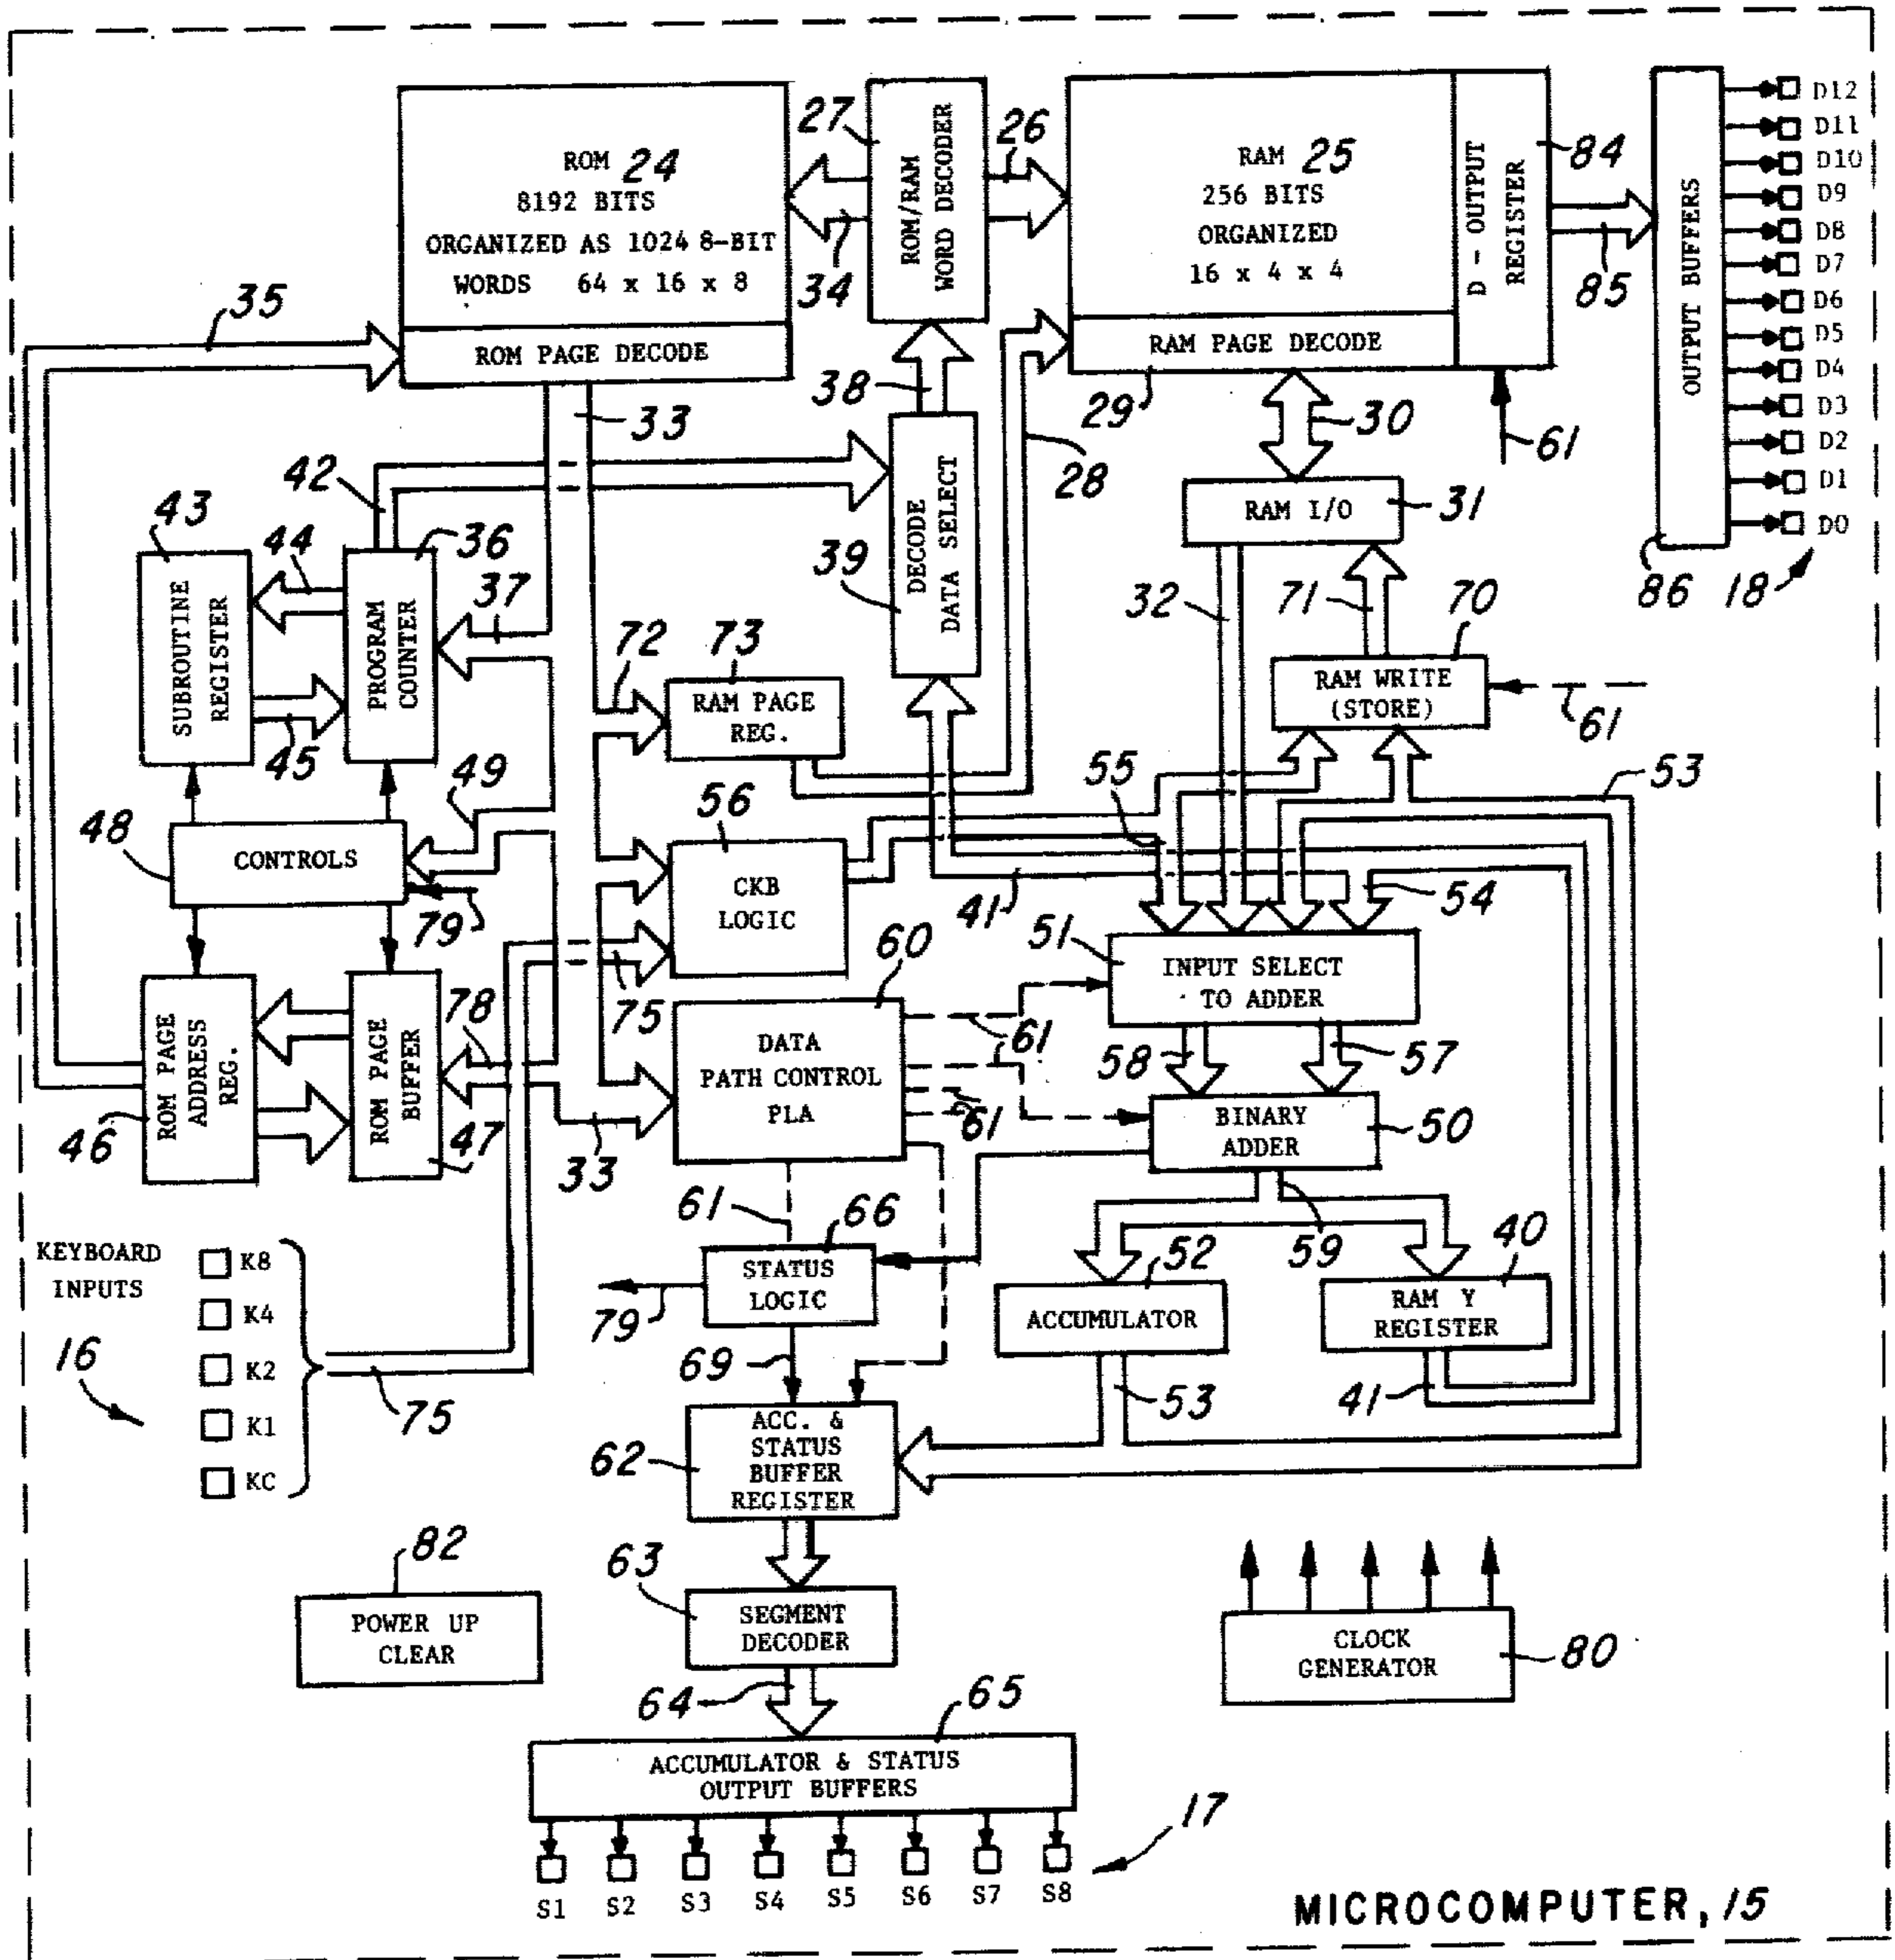 ROM 24
8192 BITS
ORGANIZED AS 1024 8-BIT
WORDS 64 x 16 x 8
ROM PAGE DECODE
27
ROM/RAM
WORD DECODER
26
34
RAM 25
256 BITS
ORGANIZED
16 x 4 x 4
RAM PAGE DECODE
29
D - OUTPUT
REGISTER
84
85
OUTPUT BUFFERS
86
D12
D11
D10
D9
D8
D7
D6
D5
D4
D3
D2
D1
D0
18
35
33
38
28
30
61
42
43
44
36
37
SUBROUTINE
REGISTER
45
PROGRAM
COUNTER
39
DECODE
DATA SELECT
RAM I/O
31
32
71
70
RAM WRITE
(STORE)
61
72
73
RAM PAGE
REG.
49
48
CONTROLS
79
56
CKB
LOGIC
55
53
41
54
75
51
INPUT SELECT
TO ADDER
46
ROM PAGE
ADDRESS
REG.
78
ROM PAGE
BUFFER
47
33
60
DATA
PATH CONTROL
PLA
61
61
58
57
BINARY
ADDER
50
59
61
66
STATUS
LOGIC
79
69
52
ACCUMULATOR
53
40
RAM Y
REGISTER
41
KEYBOARD
INPUTS
K8
K4
K2
K1
KC
16
75
62
ACC. &
STATUS
BUFFER
REGISTER
82
POWER UP
CLEAR
63
SEGMENT
DECODER
64
65
CLOCK
GENERATOR
80
ACCUMULATOR & STATUS
OUTPUT BUFFERS
17
S1 S2 S3 S4 S5 S6 S7 S8
MICROCOMPUTER, 15